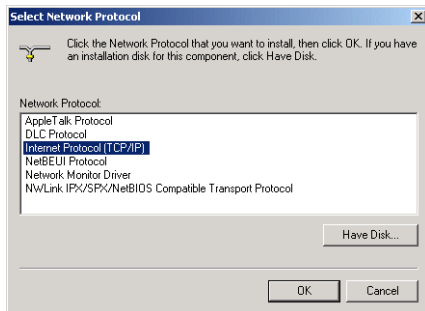 Select Network Protocol
Click the Network Protocol that you want to install, then click OK. If you have
an installation disk for this component, click Have Disk.
Network Protocol:
AppleTalk Protocol
DLC Protocol
Internet Protocol (TCP/IP)
NetBEUI Protocol
Network Monitor Driver
NWLink IPX/SPX/NetBIOS Compatible Transport Protocol
Have Disk...
OK
Cancel